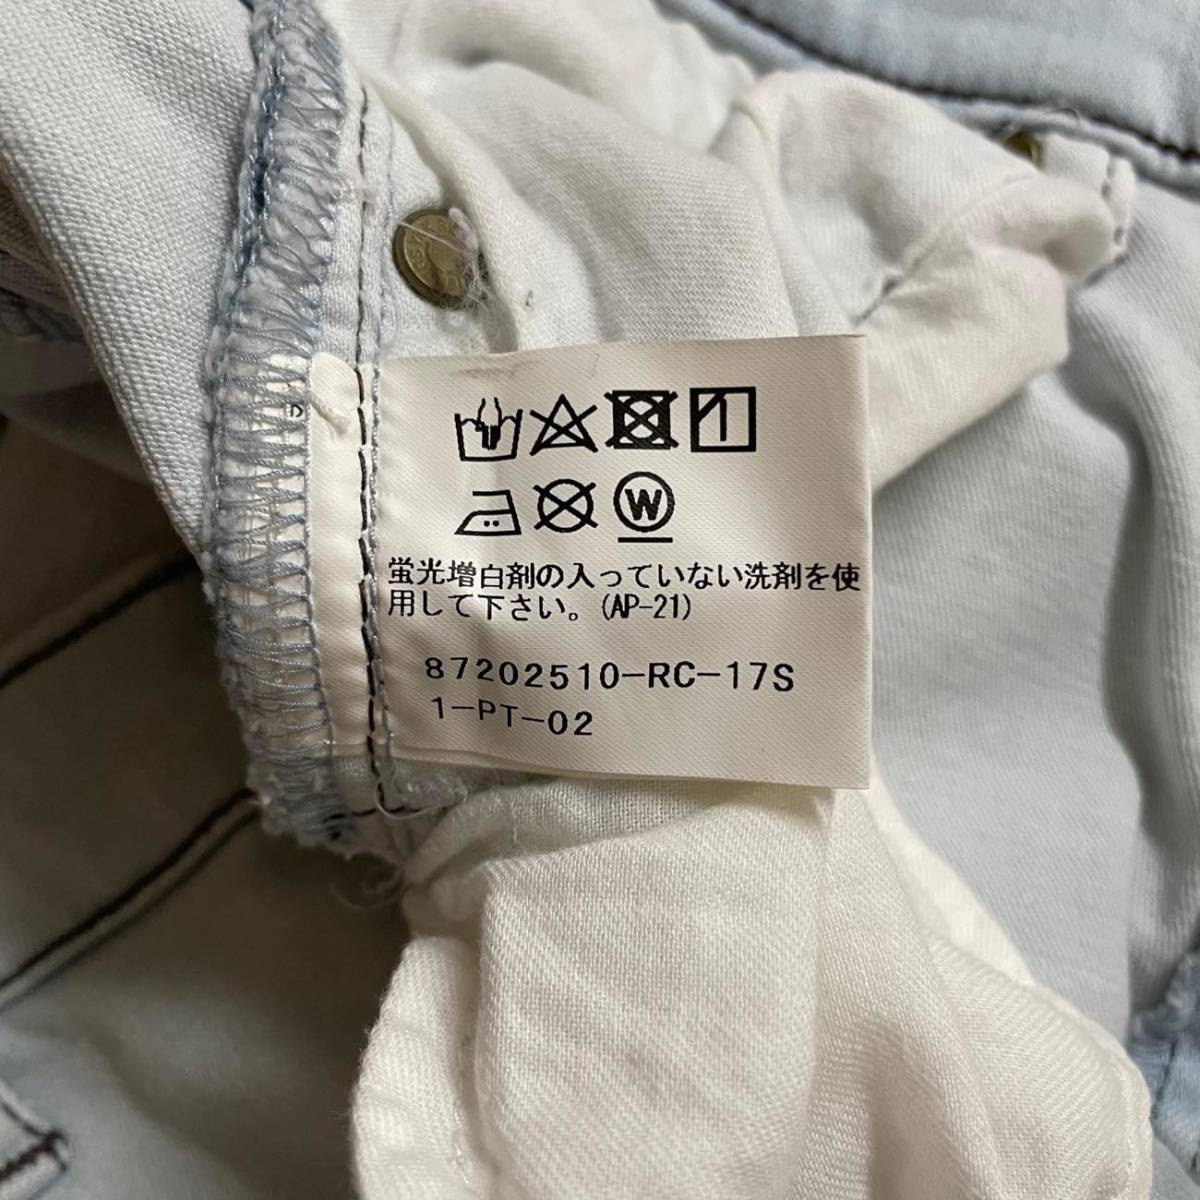 W
蛍光増白剤の入っていない洗剤を使
用して下さい。(AP-21)
87202510-RC-17S
1-PT-02